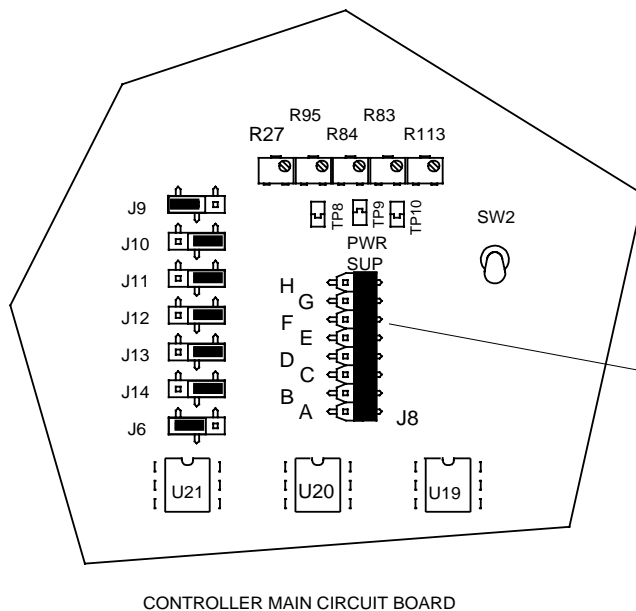 R95 R83
R27 R84 R113
J9
TP8
TP9
TP10
SW2
J10
PWR
SUP
J11
H
G
J12
F
E
J13
D
C
J14
B
A
J8
J6
U21
U20
U19
CONTROLLER MAIN CIRCUIT BOARD